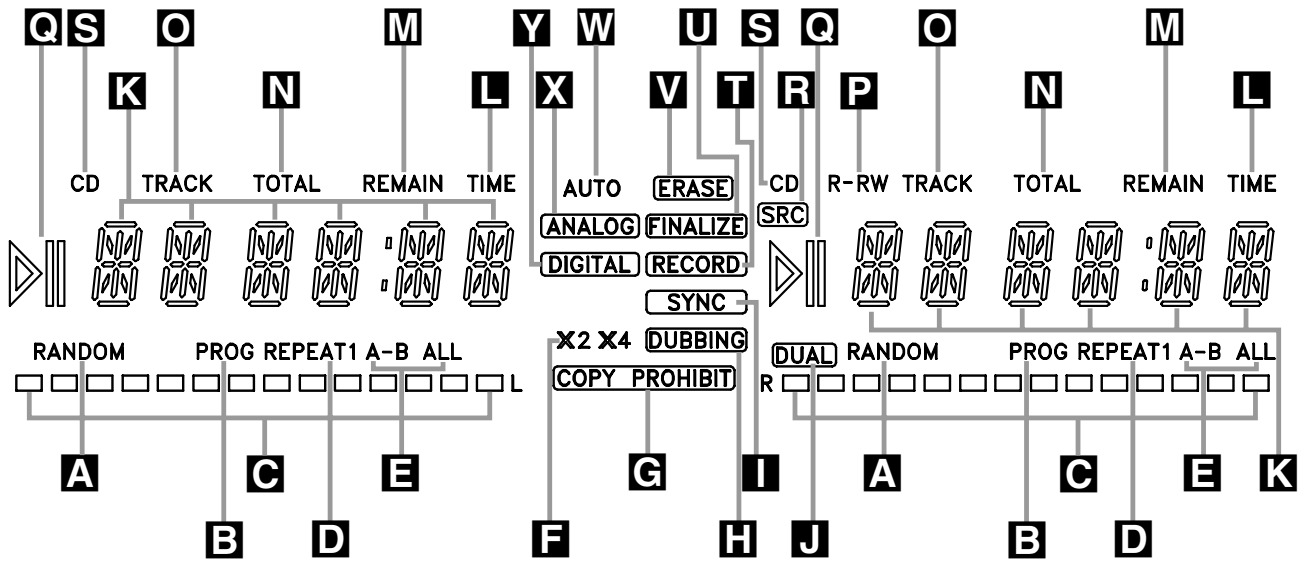 Q S O M Y W U S Q O M
K N L X V T R P N L
CD TRACK TOTAL REMAIN TIME AUTO ERASE CD R-RW TRACK TOTAL REMAIN TIME
ANALOG FINALIZE SRC
DIGITAL RECORD
SYNC
X2 X4 DUBBING
RANDOM PROG REPEAT1 A-B ALL DUAL RANDOM PROG REPEAT1 A-B ALL
COPY PROHIBIT
L R
A C E G I A C E K
B D F H J B D